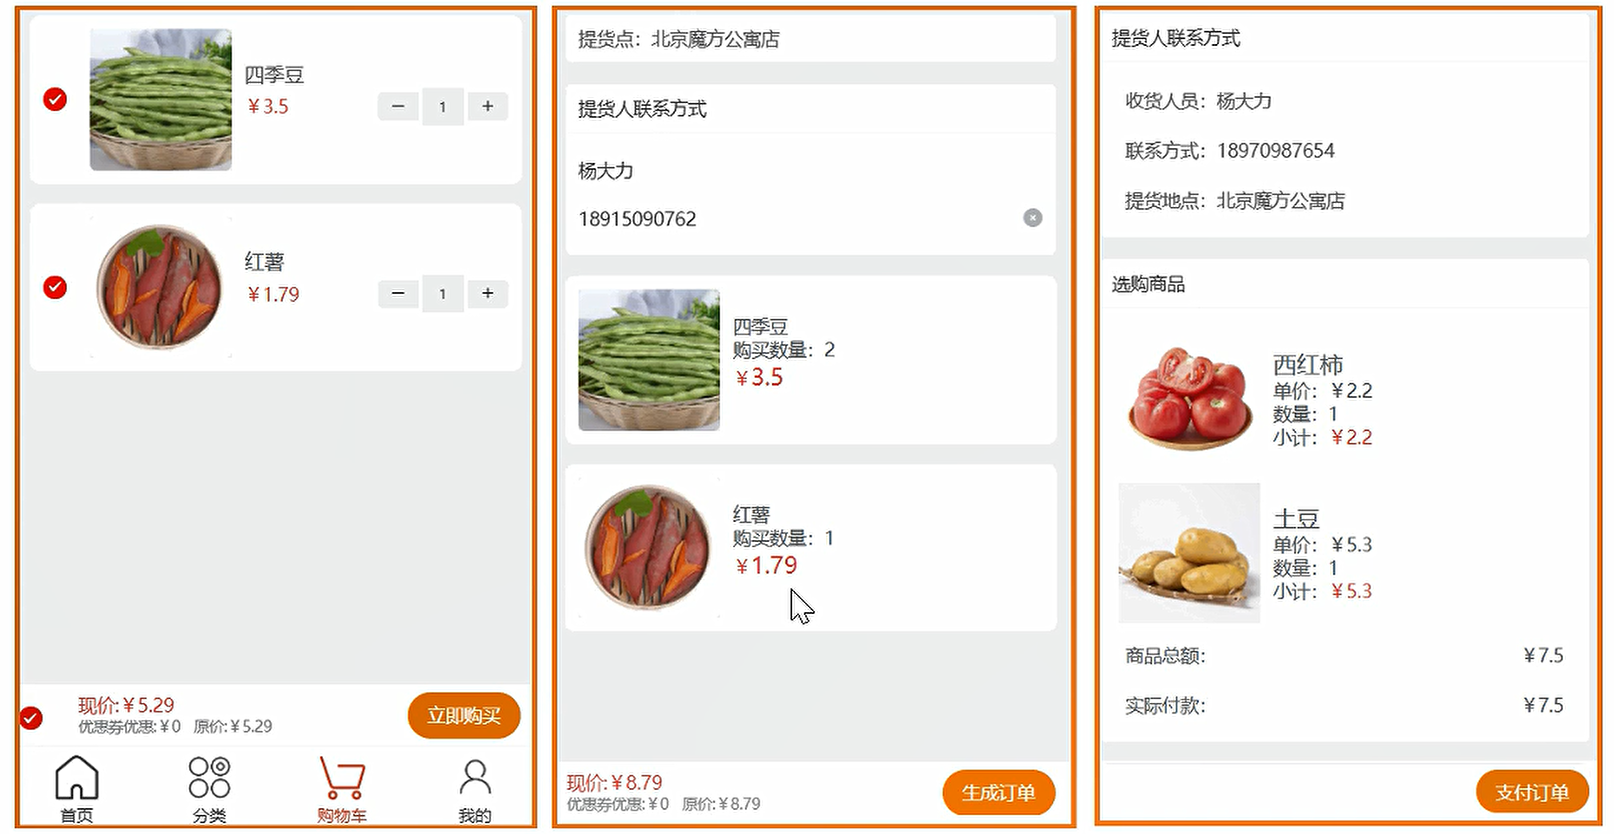 四季豆
￥3.5
1
红薯
￥1.79
1
现价:￥5.29
优惠券优惠:￥0 原价:￥5.29
立即购买
首页
分类
购物车
我的
提货点：北京魔方公寓店
提货人联系方式
杨大力
18915090762
四季豆
购买数量：2
￥3.5
红薯
购买数量：1
￥1.79
现价:￥8.79
优惠券优惠:￥0 原价:￥8.79
生成订单
提货人联系方式
收货人员：杨大力
联系方式：18970987654
提货地点：北京魔方公寓店
选购商品
西红柿
单价：￥2.2
数量：1
小计：￥2.2
土豆
单价：￥5.3
数量：1
小计：￥5.3
商品总额：￥7.5
实际付款：￥7.5
支付订单